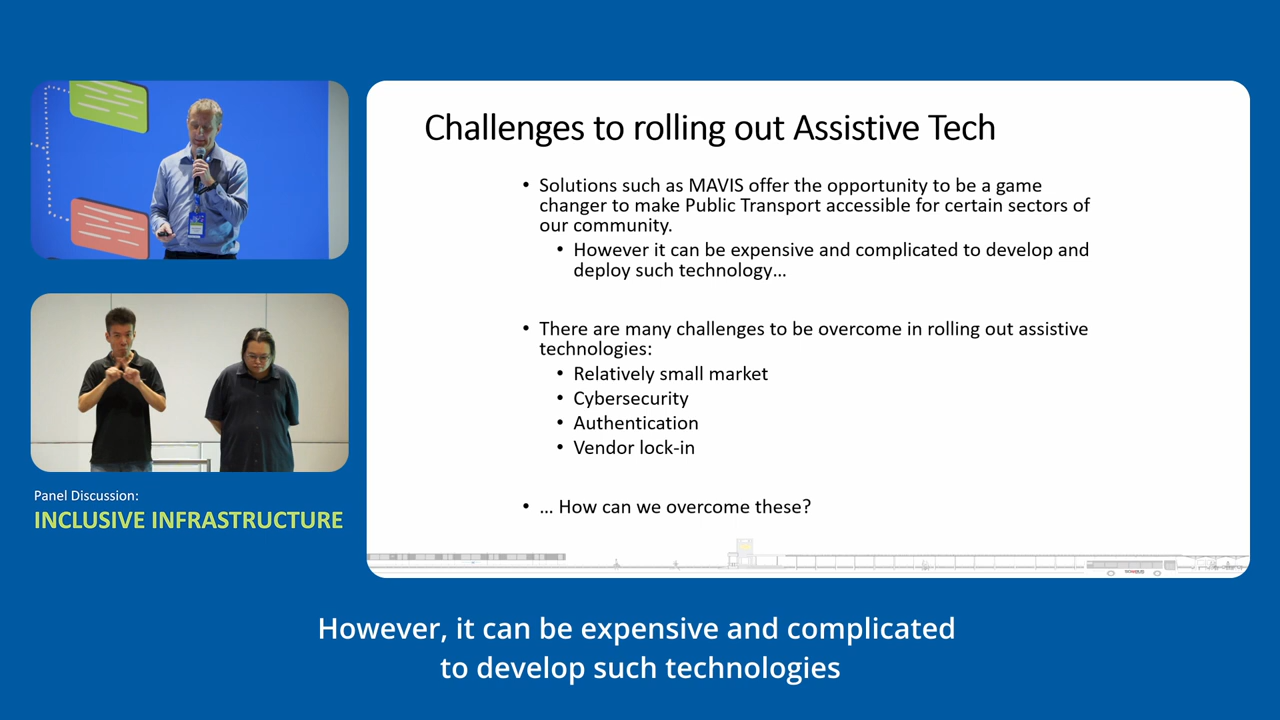 Challenges to rolling out Assistive Tech
• Solutions such as MAVIS offer the opportunity to be a game
changer to make Public Transport accessible for certain sectors of
our community.
• However it can be expensive and complicated to develop and
deploy such technology...
• There are many challenges to be overcome in rolling out assistive
technologies:
• Relatively small market
• Cybersecurity
• Authentication
• Vendor lock-in
• ... How can we overcome these?
Panel Discussion:
INCLUSIVE INFRASTRUCTURE
However, it can be expensive and complicated
to develop such technologies